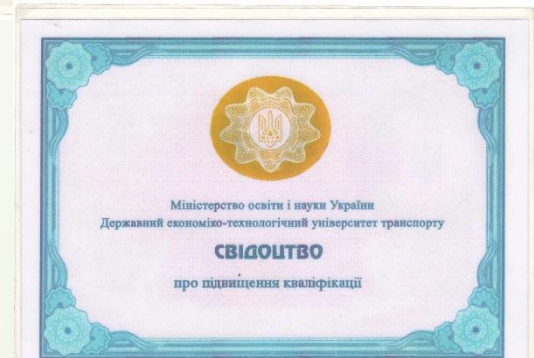 Міністерство освіти і науки України
Державний економіко-технологічний університет транспорту
СВІДОЦТВО
про підвищення кваліфікації